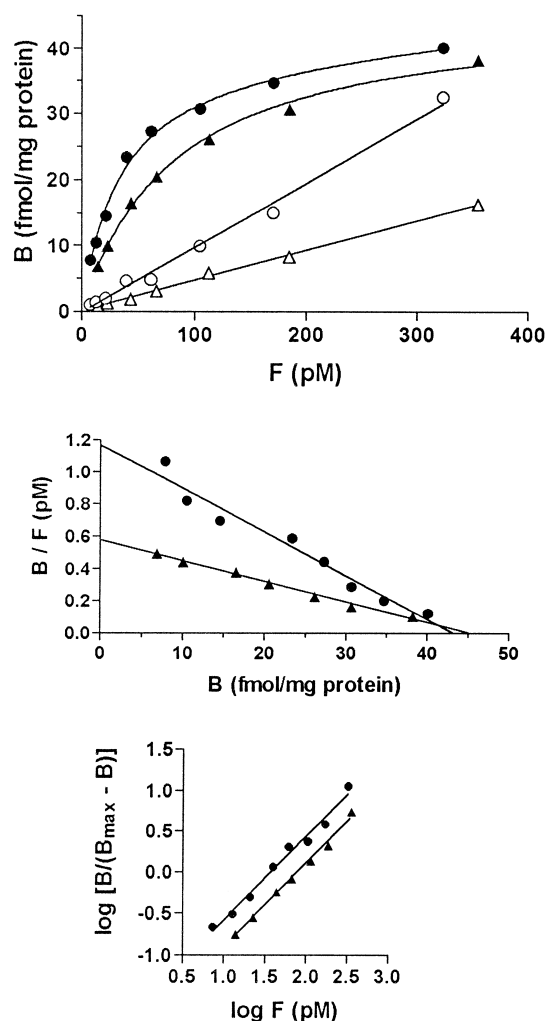 B (fmol/mg protein)
40
30
20
10
0
0 100 200 300 400
F (pM)
B / F (pM)
1.2
1.0
0.8
0.6
0.4
0.2
0.0
0 10 20 30 40 50
B (fmol/mg protein)
log [B/(Bmax - B)]
1.5
1.0
0.5
0.0
-0.5
-1.0
0.5 1.0 1.5 2.0 2.5 3.0
log F (pM)